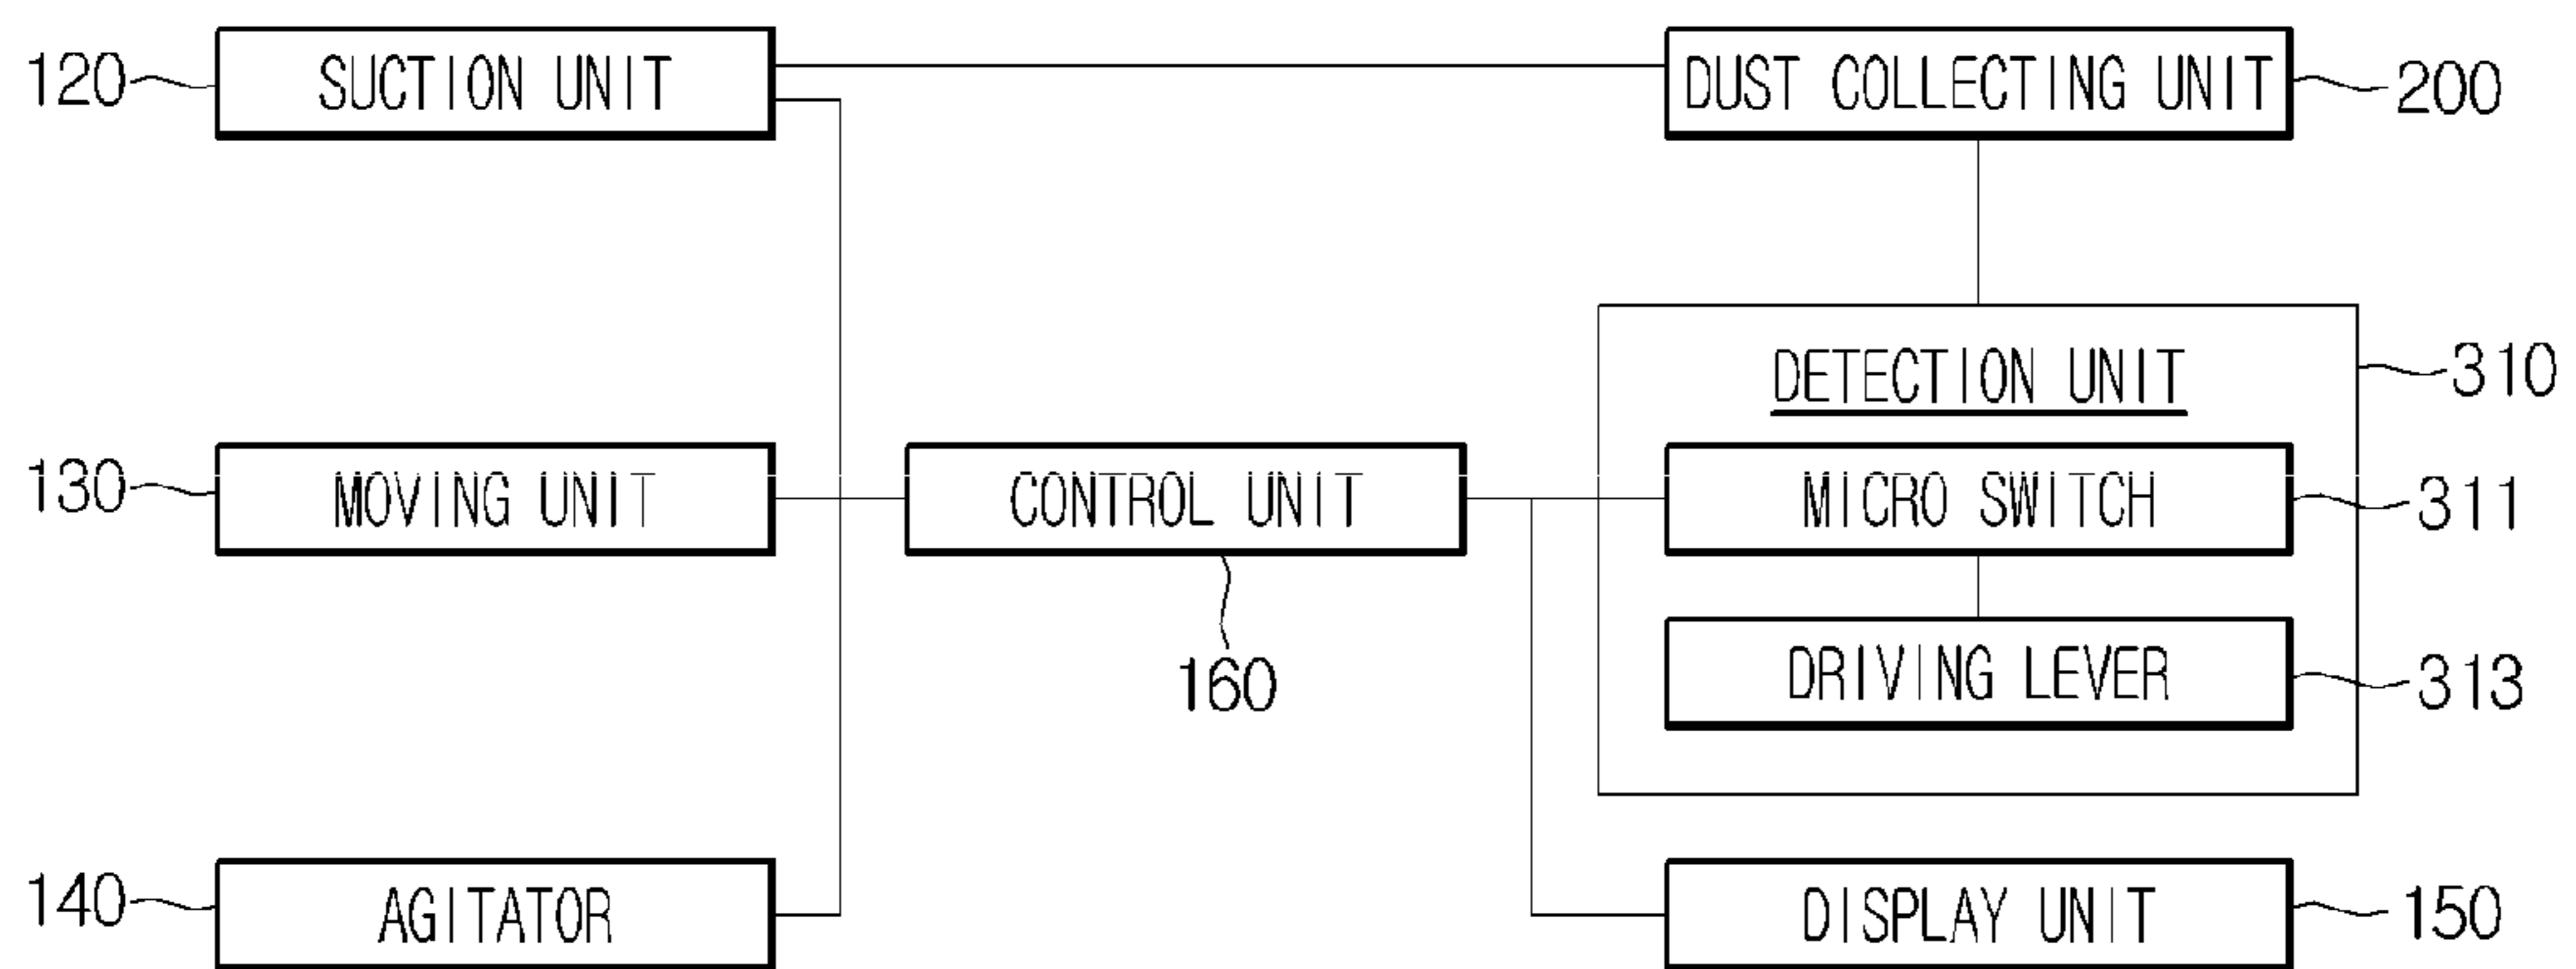 120 SUCTION UNIT DUST COLLECTING UNIT 200
DETECTION UNIT 310
130 MOVING UNIT CONTROL UNIT MICRO SWITCH 311
160 DRIVING LEVER 313
140 AGITATOR DISPLAY UNIT 150